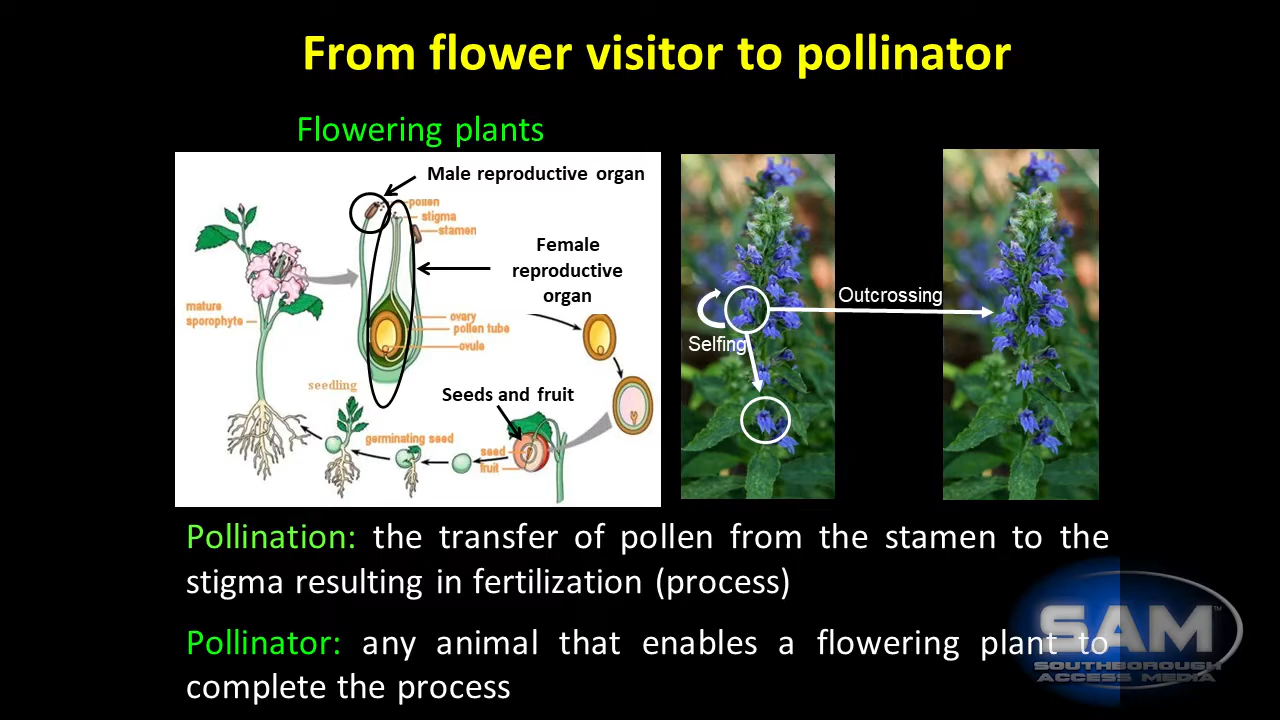 From flower visitor to pollinator
Flowering plants
Male reproductive organ
pollen
stigma
stamen
Female
reproductive
organ
mature
sporophyte
ovary
pollen tube
ovule
seedling
Seeds and fruit
germinating seed
seed
fruit
Outcrossing
Selfing
Pollination: the transfer of pollen from the stamen to the
stigma resulting in fertilization (process)
Pollinator: any animal that enables a flowering plant to
complete the process
SAM™
SOUTHBOROUGH
ACCESS MEDIA